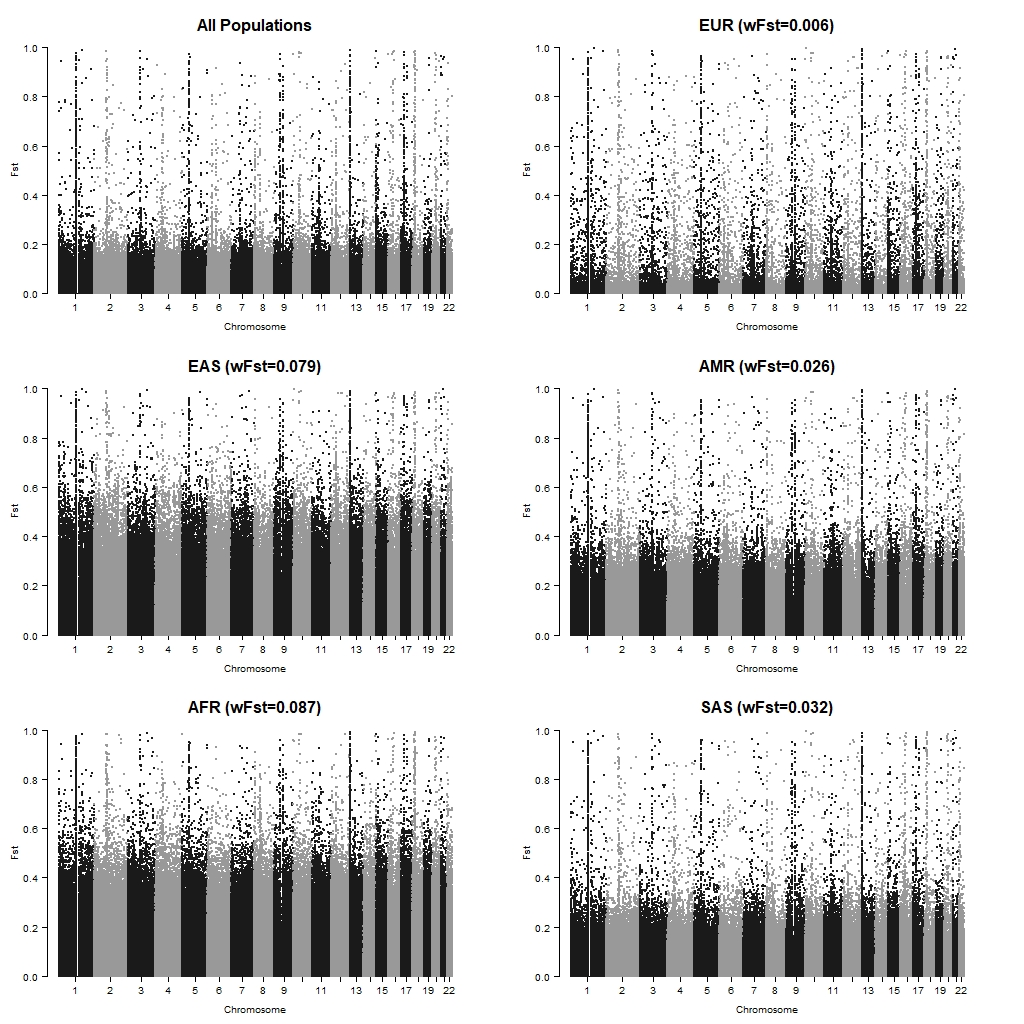 All Populations
1.0
0.8
0.6
0.4
0.2
0.0
Fst
1 2 3 4 5 6 7 8 9 11 13 15 17 19 22
Chromosome
EUR (wFst=0.006)
1.0
0.8
0.6
0.4
0.2
0.0
Fst
1 2 3 4 5 6 7 8 9 11 13 15 17 19 22
Chromosome
EAS (wFst=0.079)
1.0
0.8
0.6
0.4
0.2
0.0
Fst
1 2 3 4 5 6 7 8 9 11 13 15 17 19 22
Chromosome
AMR (wFst=0.026)
1.0
0.8
0.6
0.4
0.2
0.0
Fst
1 2 3 4 5 6 7 8 9 11 13 15 17 19 22
Chromosome
AFR (wFst=0.087)
1.0
0.8
0.6
0.4
0.2
0.0
Fst
1 2 3 4 5 6 7 8 9 11 13 15 17 19 22
Chromosome
SAS (wFst=0.032)
1.0
0.8
0.6
0.4
0.2
0.0
Fst
1 2 3 4 5 6 7 8 9 11 13 15 17 19 22
Chromosome